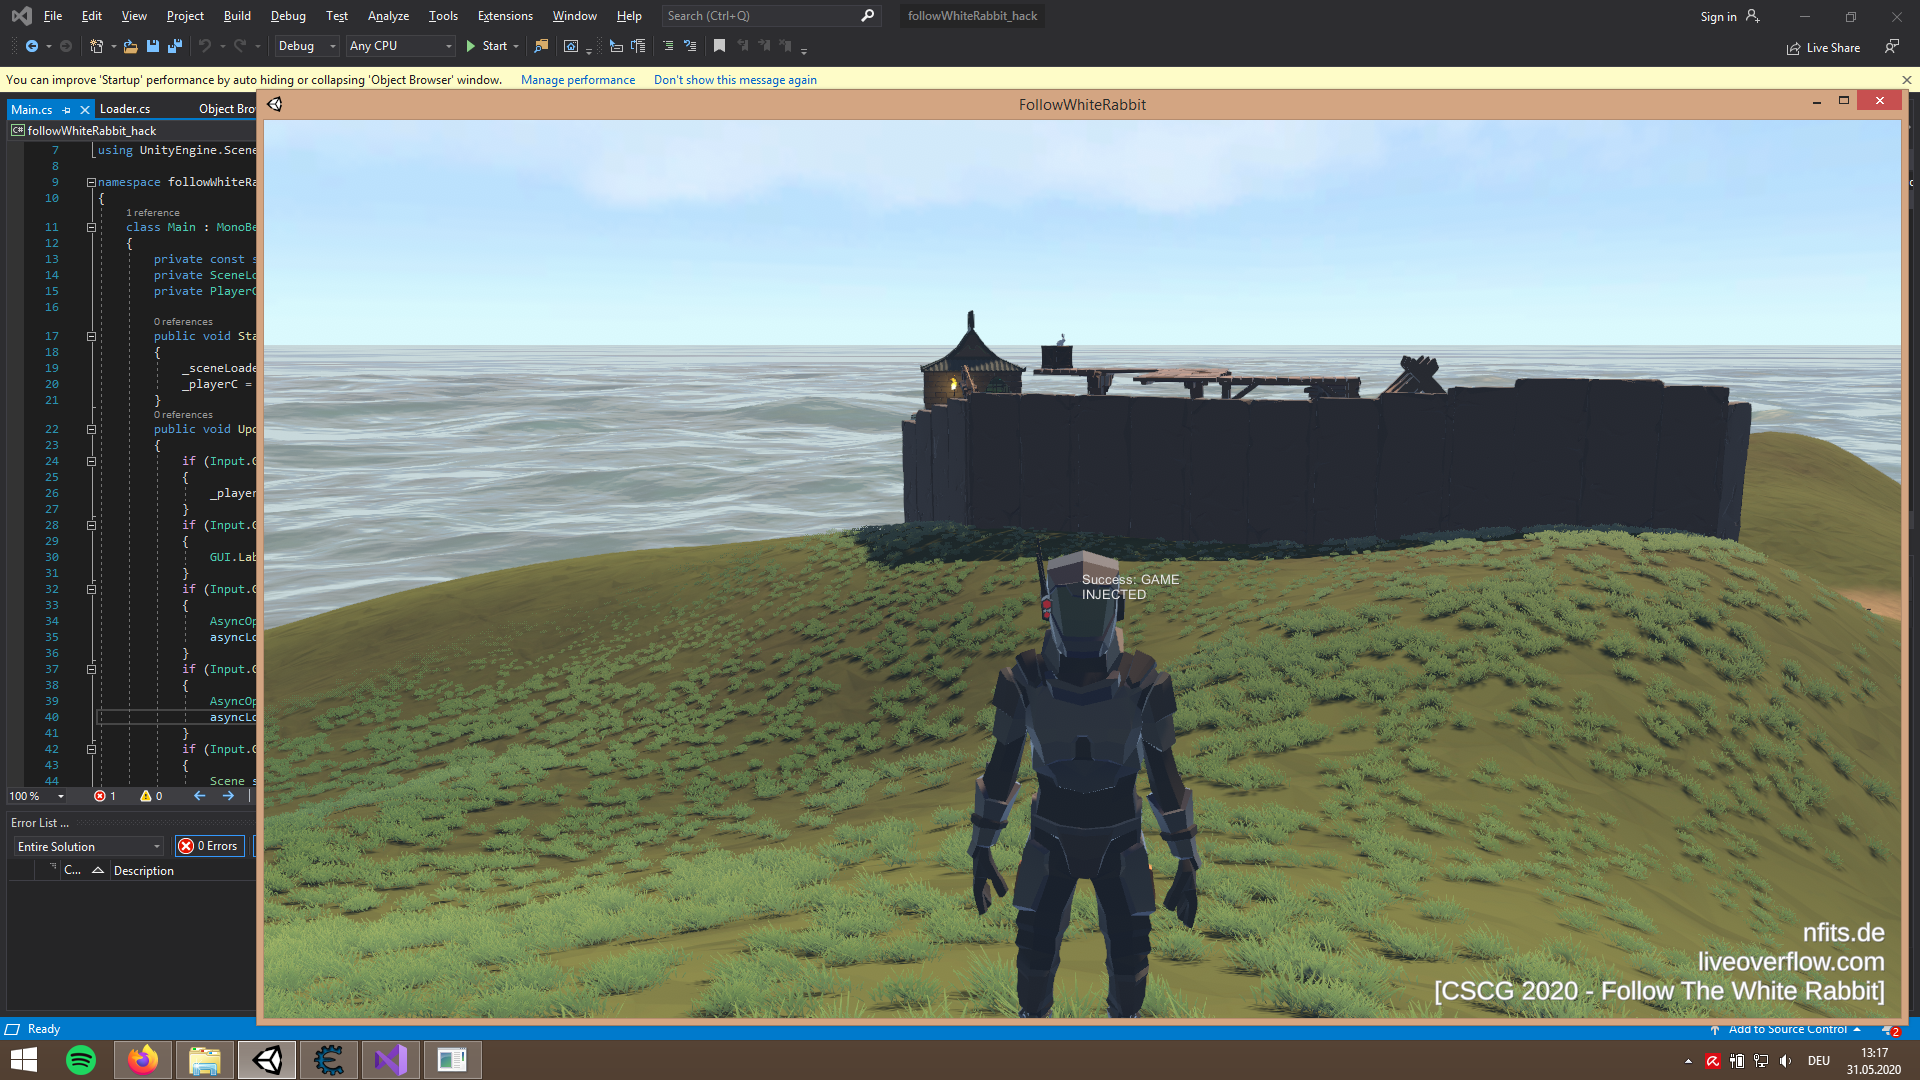 File Edit View Project Build Debug Test Analyze Tools Extensions Window Help Search (Ctrl+Q) followWhiteRabbit_hack Sign in
Debug Any CPU Start Live Share
You can improve 'Startup' performance by auto hiding or collapsing 'Object Browser' window. Manage performance Don't show this message again
Main.cs Loader.cs Object Bro
FollowWhiteRabbit
C# followWhiteRabbit_hack
7 using UnityEngine.Scene
8
9 namespace followWhiteRa
10 {
1 reference
11 class Main : MonoBe
12 {
13 private const s
14 private SceneLo
15 private PlayerC
16
0 references
17 public void Sta
18 {
19 _sceneLoade
20 _playerC =
21 }
0 references
22 public void Upd
23 {
24 if (Input.G
25 {
26 _player
27 }
28 if (Input.G
29 {
30 GUI.Lab
31 }
32 if (Input.G
33 {
34 AsyncOp
35 asyncLo
36 }
37 if (Input.G
38 {
39 AsyncOp
40 asyncLo
41 }
42 if (Input.G
43 {
44 Scene s
Success: GAME
INJECTED
100 % 1 0
Error List ...
Entire Solution 0 Errors
C... Description
nfits.de
liveoverflow.com
[CSCG 2020 - Follow The White Rabbit]
Ready Add to Source Control 2
DEU 13:17
31.05.2020